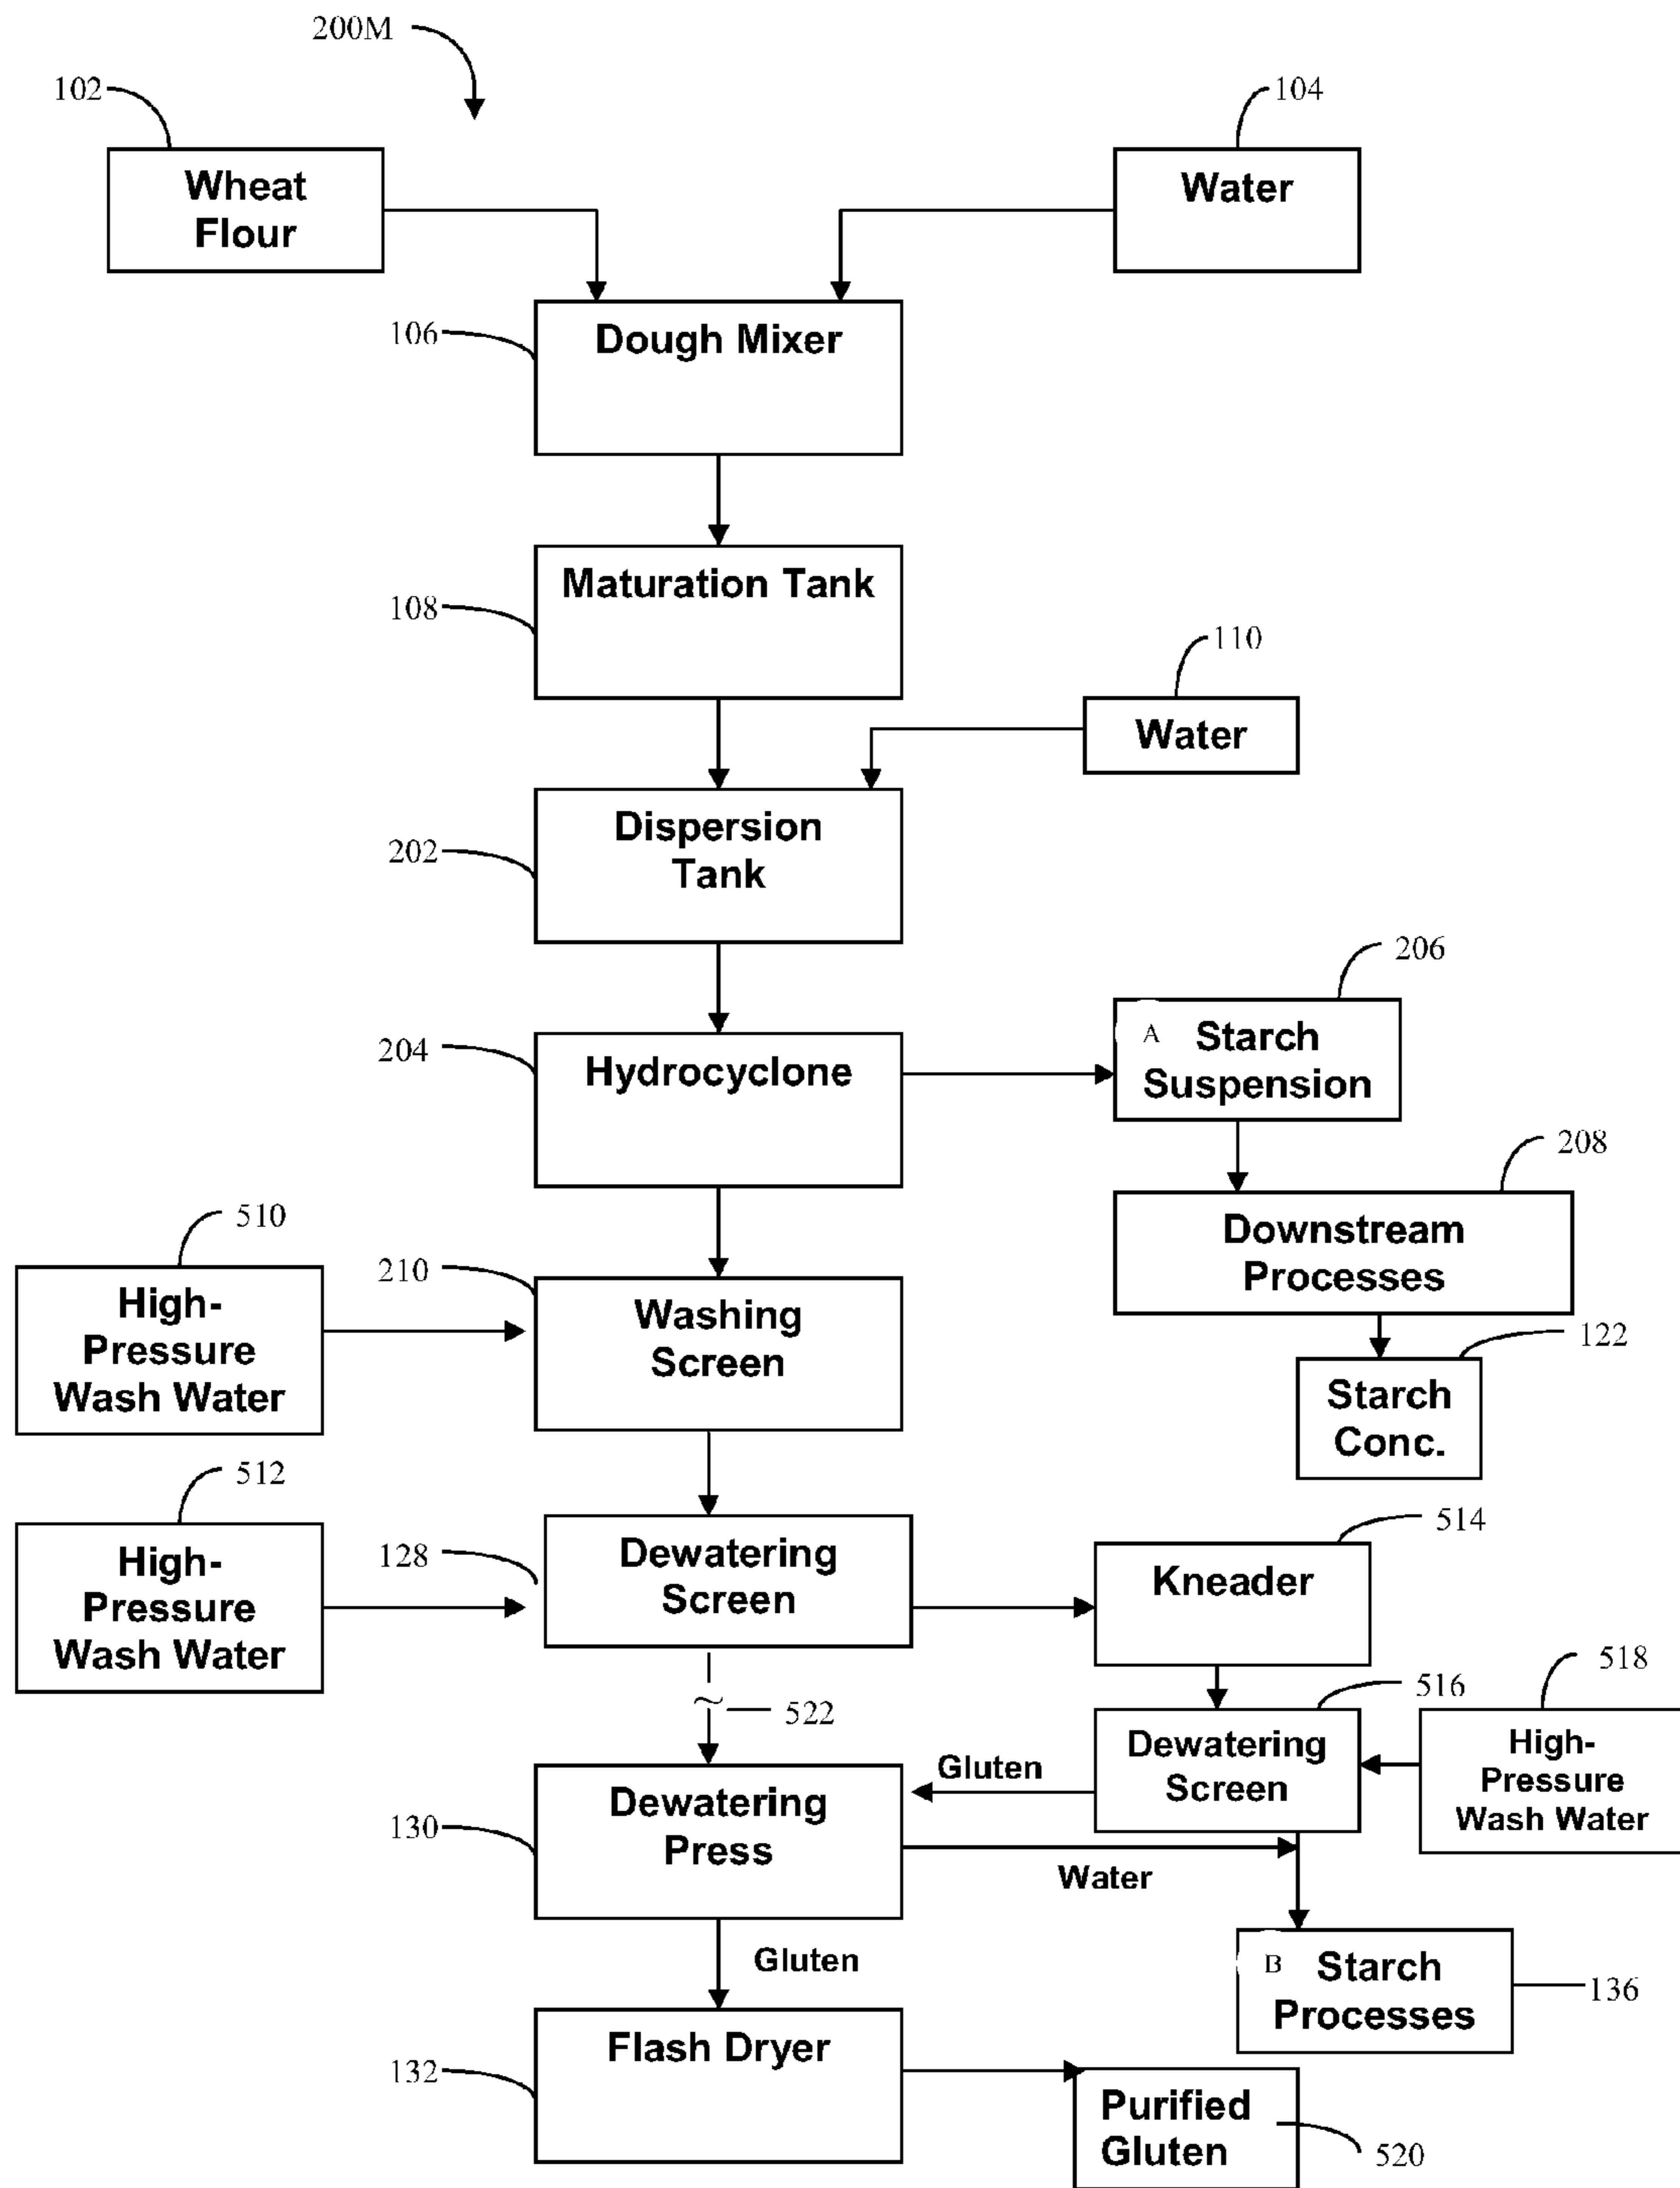 200M
102
104
Wheat
Flour
Water
106
Dough Mixer
108
Maturation Tank
110
Water
202
Dispersion
Tank
206
204
Hydrocyclone
A Starch
Suspension
208
Downstream
Processes
510
210
High-
Pressure
Wash Water
Washing
Screen
122
Starch
Conc.
512
514
High-
Pressure
Wash Water
128
Dewatering
Screen
Kneader
518
516
522
~
Dewatering
Screen
High-
Pressure
Wash Water
Gluten
130
Dewatering
Press
Water
Gluten
B Starch
Processes
136
132
Flash Dryer
Purified
Gluten
520